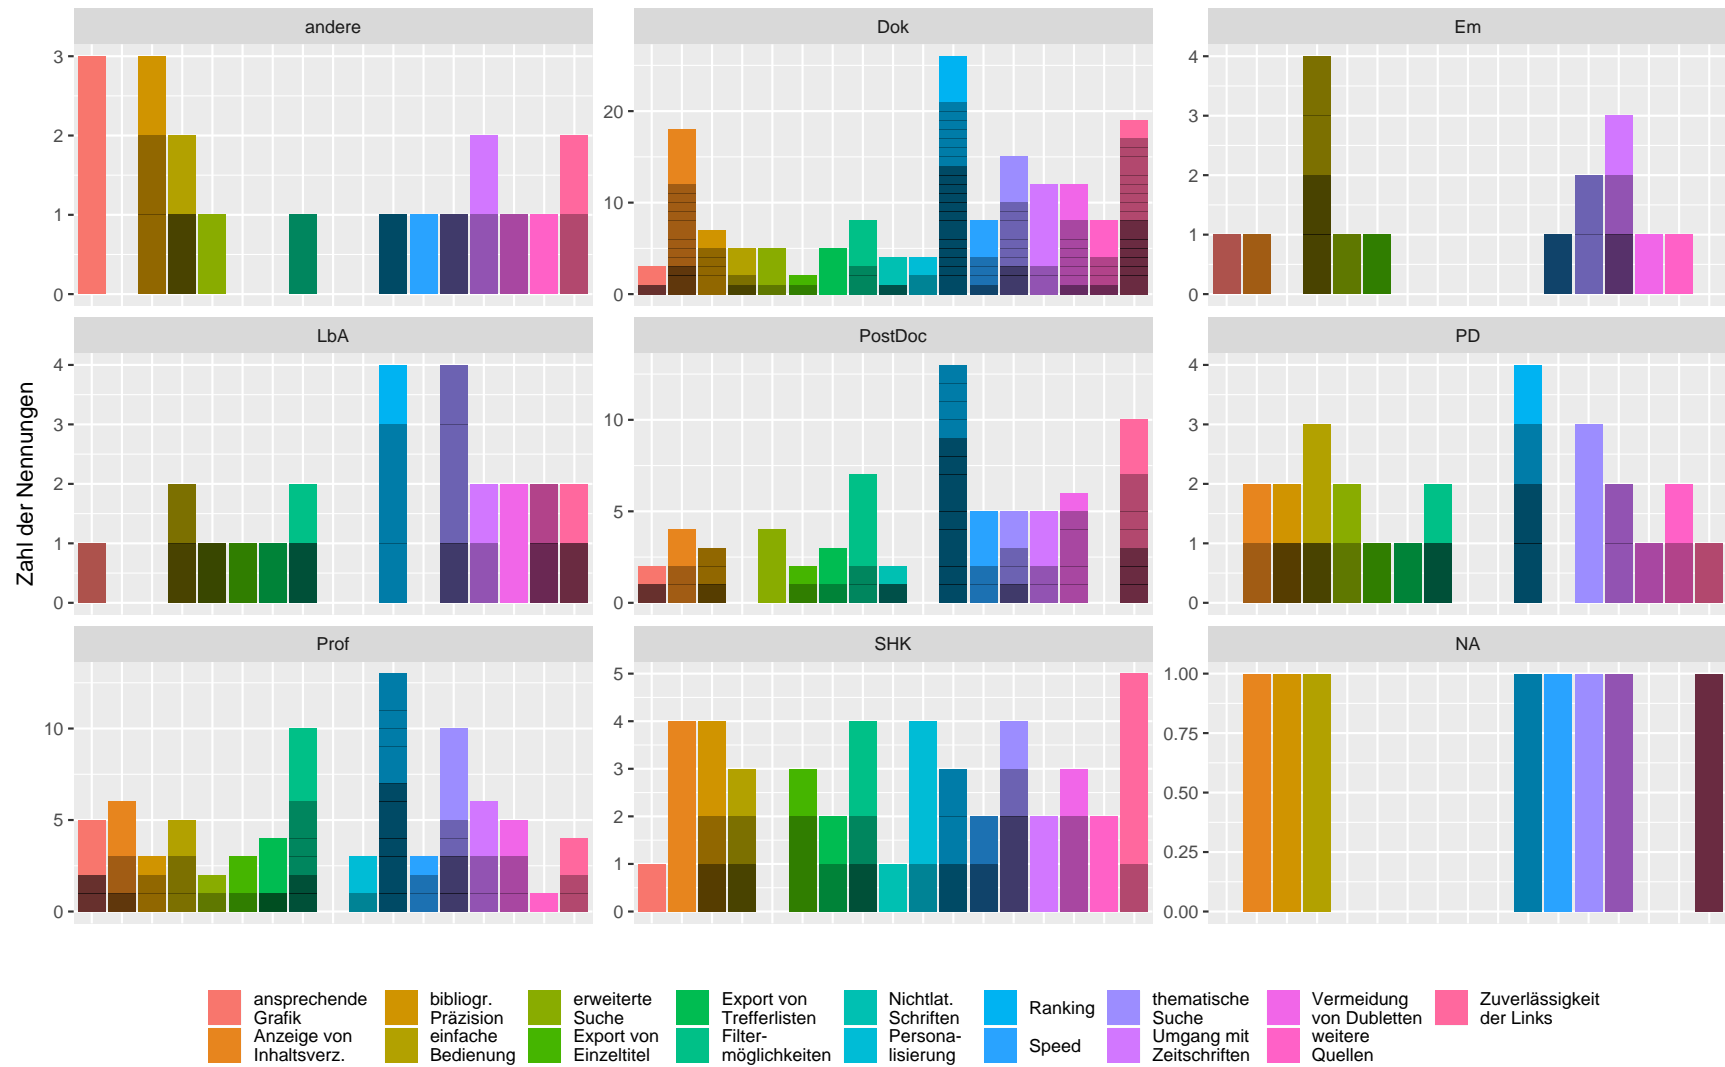 andere
Dok
Em
3
2
1
0
20
10
0
4
3
2
1
0
LbA
PostDoc
PD
4
3
2
1
0
10
5
0
4
3
2
1
0
Zahl der Nennungen
Prof
SHK
NA
10
5
0
5
4
3
2
1
0
1.00
0.75
0.50
0.25
0.00
ansprechende
Grafik
Anzeige von
Inhaltsverz.
bibliogr.
Präzision
einfache
Bedienung
erweiterte
Suche
Export von
Einzeltitel
Export von
Trefferlisten
Filter-
möglichkeiten
Nichtlat.
Schriften
Persona-
lisierung
Ranking
Speed
thematische
Suche
Umgang mit
Zeitschriften
Vermeidung
von Dubletten
weitere
Quellen
Zuverlässigkeit
der Links